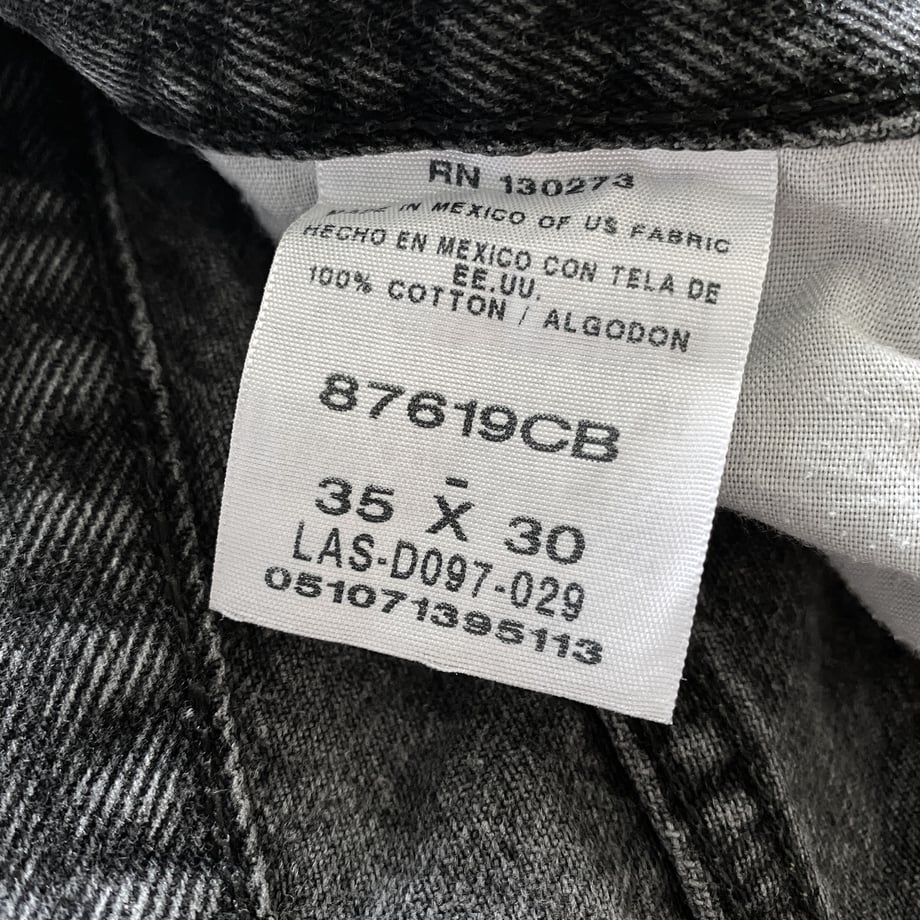 RN 130273
MADE IN MEXICO OF US FABRIC
HECHO EN MEXICO CON TELA DE
EE.UU.
100% COTTON / ALGODON
87619CB
-
35 X 30
LAS-D097-029
051071395113